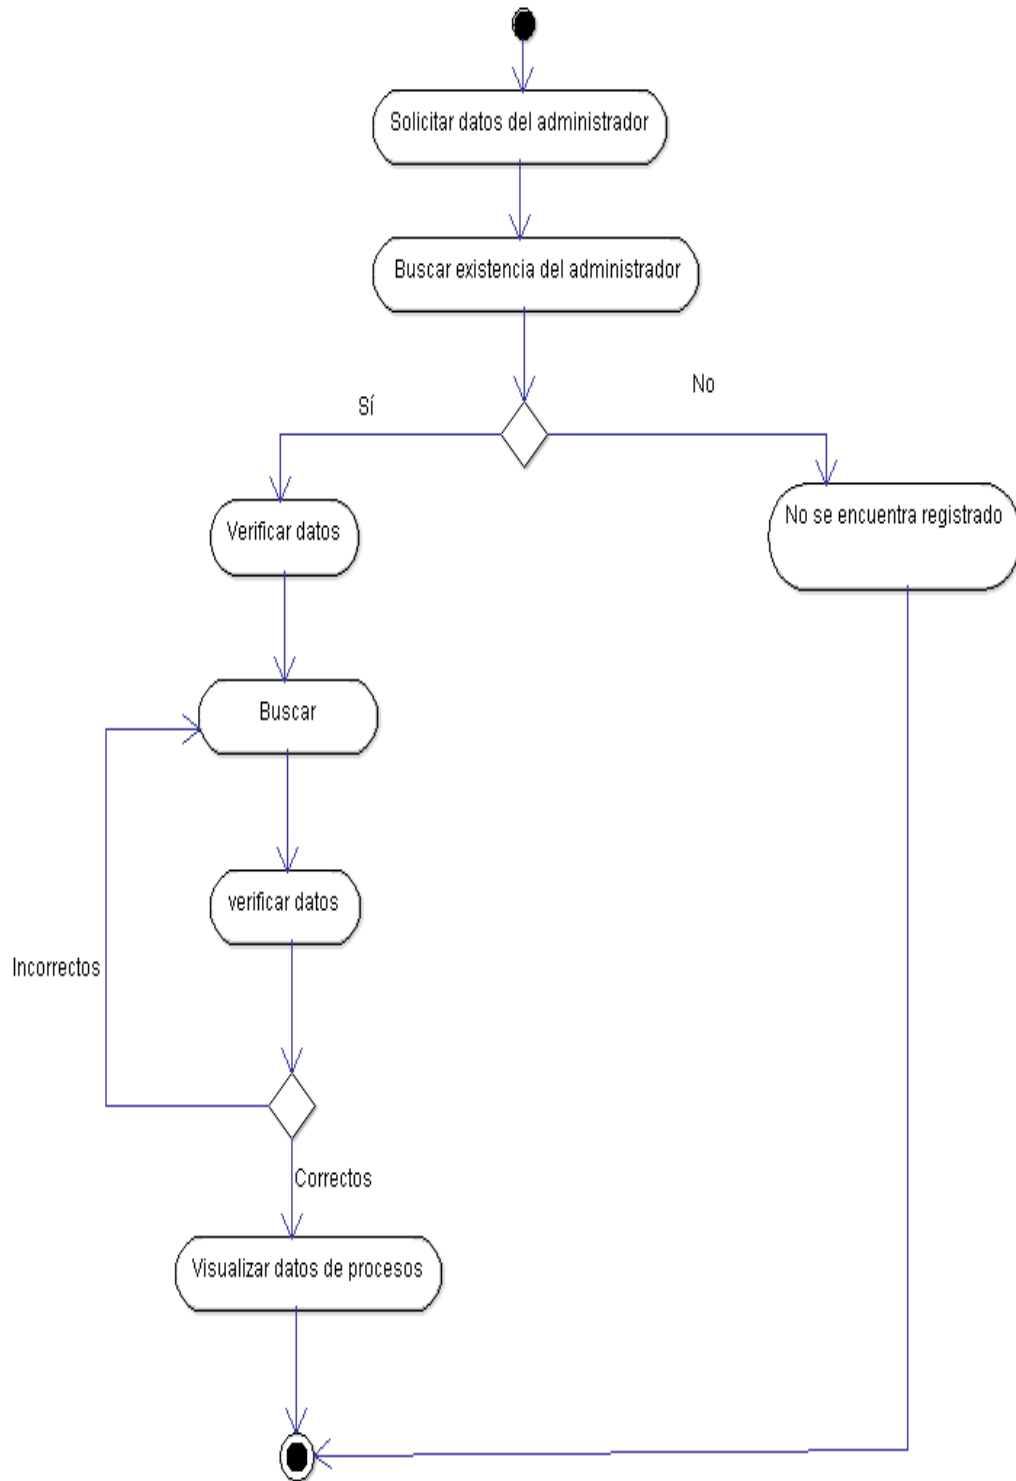 Solicitar datos del administrador
Buscar existencia del administrador
Sí
No
Verificar datos
No se encuentra registrado
Buscar
verificar datos
Incorrectos
Correctos
Visualizar datos de procesos